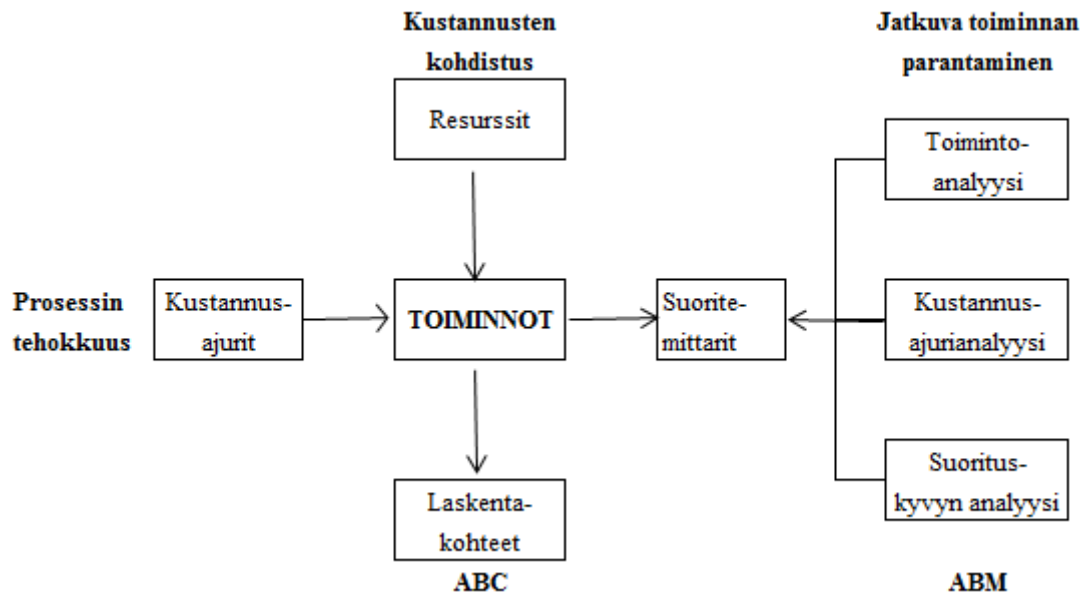 Kustannusten
kohdistus
Jatkuva toiminnan
parantaminen
Resurssit
Toiminto-
analyysi
Prosessin
tehokkuus
Kustannus-
ajurit
TOIMINNOT
Suorite-
mittarit
Kustannus-
ajurianalyysi
Laskenta-
kohteet
Suoritus-
kyvyn analyysi
ABC
ABM